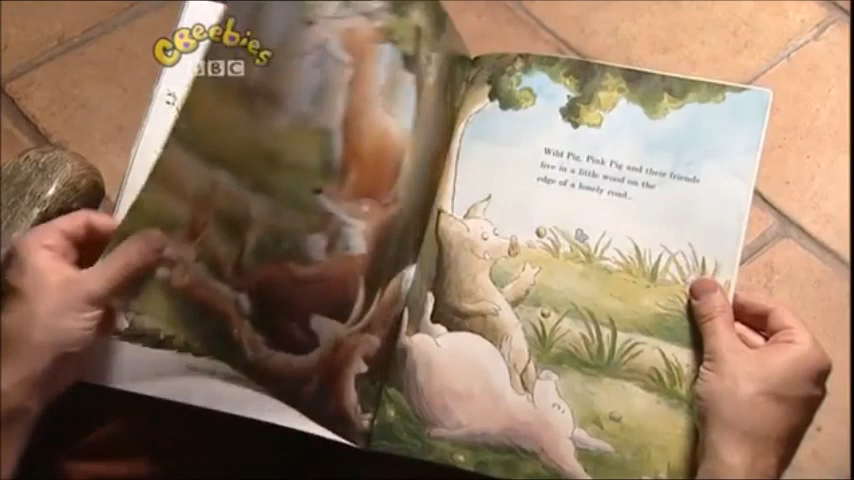 CBeebies
BBC
Wild Pig, Pink Pig and their friends
live in a little wood on the
edge of a lonely road...